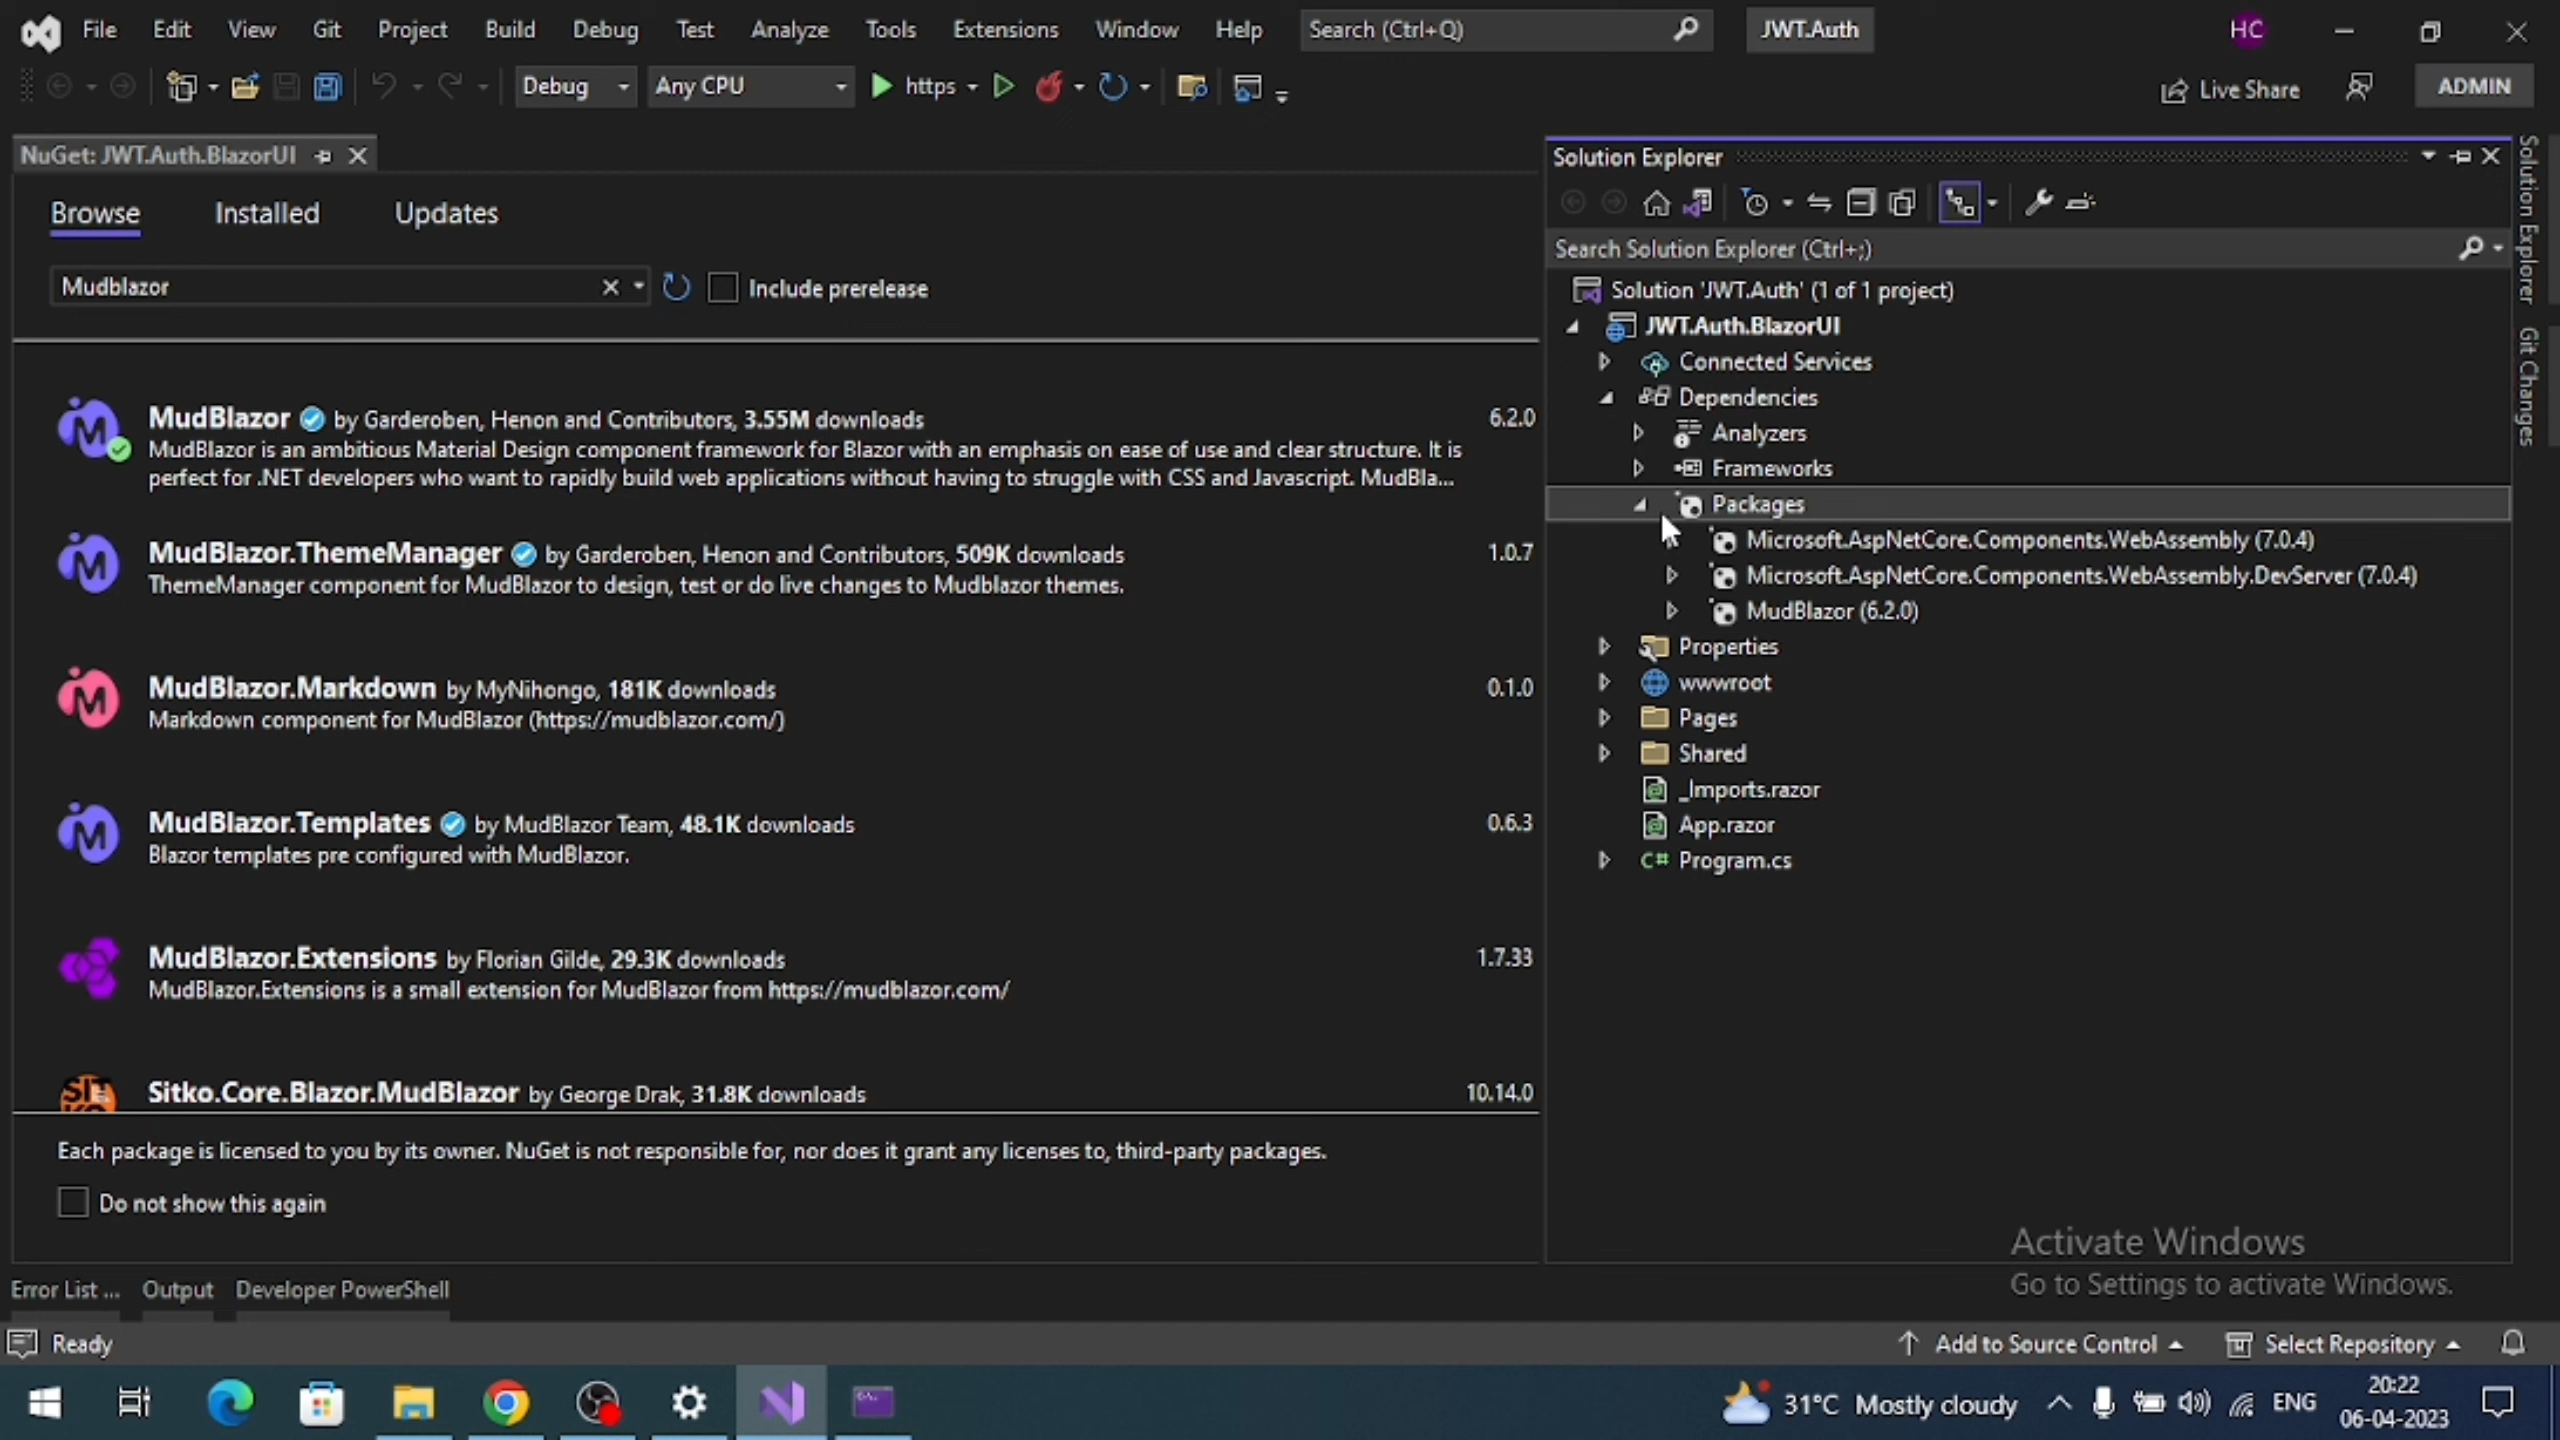 File Edit View Git Project Build Debug Test Analyze Tools Extensions Window Help Search (Ctrl+Q) JWT.Auth HC
Debug Any CPU https Live Share ADMIN
NuGet: JWT.Auth.BlazorUI
Browse Installed Updates
Mudblazor Include prerelease
MudBlazor by Garderoben, Henon and Contributors, 3.55M downloads 6.2.0
MudBlazor is an ambitious Material Design component framework for Blazor with an emphasis on ease of use and clear structure. It is
perfect for .NET developers who want to rapidly build web applications without having to struggle with CSS and Javascript. MudBla...
MudBlazor.ThemeManager by Garderoben, Henon and Contributors, 509K downloads 1.0.7
ThemeManager component for MudBlazor to design, test or do live changes to Mudblazor themes.
MudBlazor.Markdown by MyNihongo, 181K downloads 0.1.0
Markdown component for MudBlazor (https://mudblazor.com/)
MudBlazor.Templates by MudBlazor Team, 48.1K downloads 0.6.3
Blazor templates pre configured with MudBlazor.
MudBlazor.Extensions by Florian Gilde, 29.3K downloads 1.7.33
MudBlazor.Extensions is a small extension for MudBlazor from https://mudblazor.com/
Sitko.Core.Blazor.MudBlazor by George Drak, 31.8K downloads 10.14.0
Each package is licensed to you by its owner. NuGet is not responsible for, nor does it grant any licenses to, third-party packages.
Do not show this again
Solution Explorer
Search Solution Explorer (Ctrl+;)
Solution 'JWT.Auth' (1 of 1 project)
JWT.Auth.BlazorUI
Connected Services
Dependencies
Analyzers
Frameworks
Packages
Microsoft.AspNetCore.Components.WebAssembly (7.0.4)
Microsoft.AspNetCore.Components.WebAssembly.DevServer (7.0.4)
MudBlazor (6.2.0)
Properties
wwwroot
Pages
Shared
_Imports.razor
App.razor
C# Program.cs
Solution Explorer
Git Changes
Activate Windows
Go to Settings to activate Windows.
Error List ... Output Developer PowerShell
Ready Add to Source Control Select Repository
31°C Mostly cloudy ENG
20:22
06-04-2023